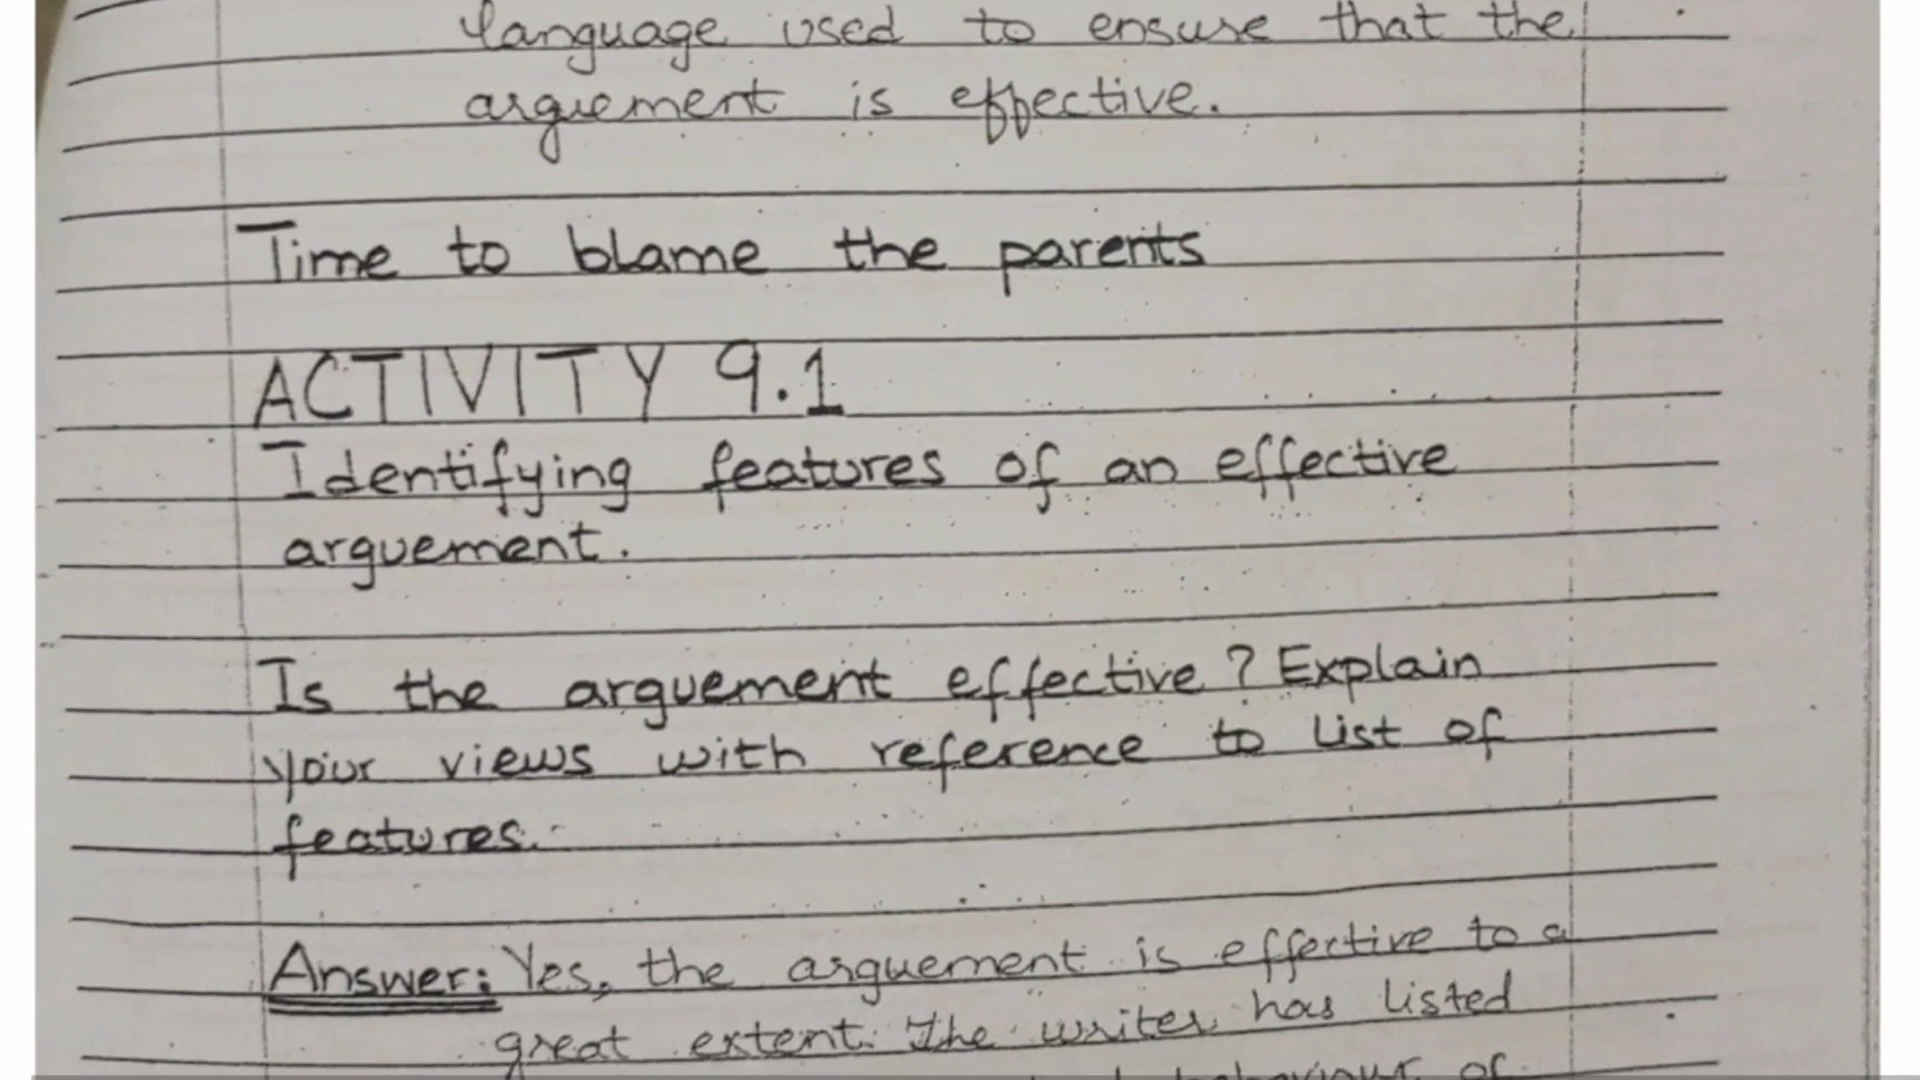 language used to ensure that the
arguement is effective.
Time to blame the parents
ACTIVITY 9.1
Identifying features of an effective
arguement.
Is the arguement effective? Explain
your views with reference to list of
features.
Answer: Yes, the arguement is effective to a
great extent. The writer has listed
behaviour of